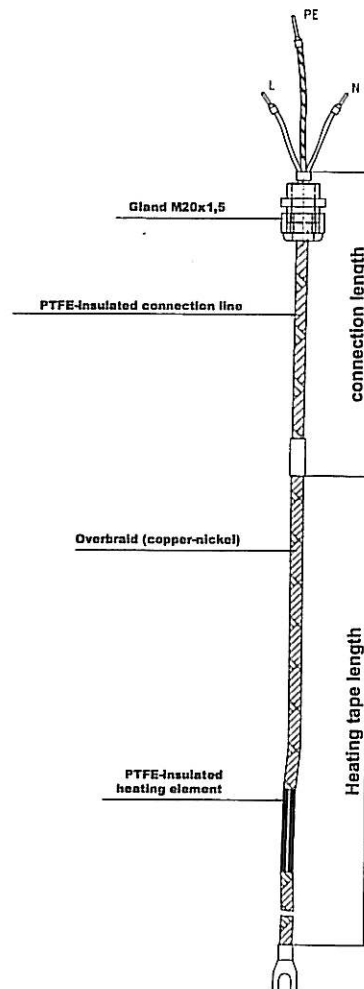 PE
L
N
Gland M20x1,5
connection length
PTFE-insulated connection line
Overbraid (copper-nickel)
Heating tape length
PTFE-insulated
heating element